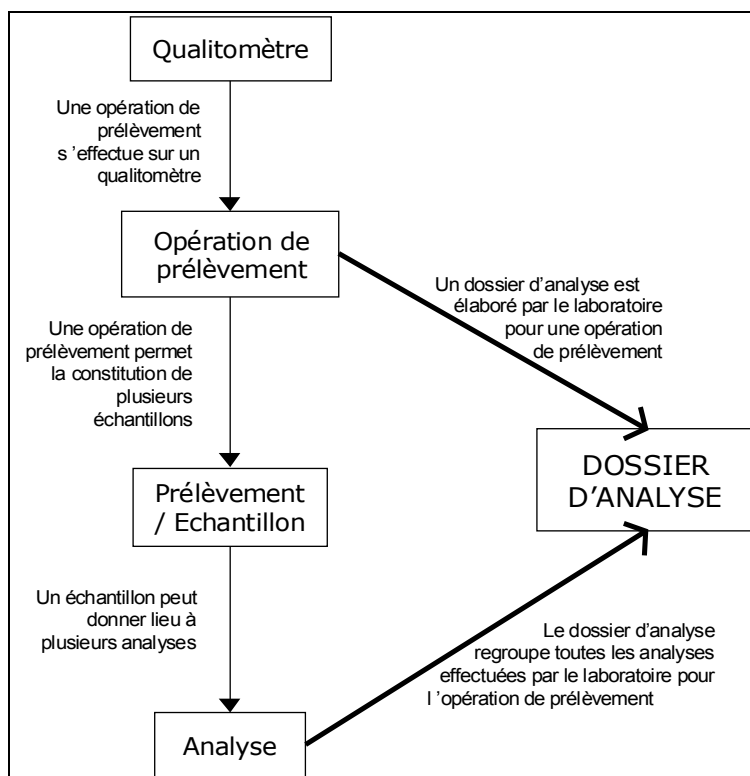 Qualitomètre
Une opération de
prélèvement
s ’effectue sur un
qualitomètre
Opération de
prélèvement
Un dossier d’analyse est
élaboré par le laboratoire
pour une opération
de prélèvement
Une opération de
prélèvement permet
la constitution de
plusieurs
échantillons
DOSSIER
D’ANALYSE
Prélèvement
/ Echantillon
Un échantillon peut
donner lieu à
plusieurs analyses
Le dossier d’analyse
regroupe toutes les analyses
effectuées par le laboratoire pour
l ’opération de prélèvement
Analyse